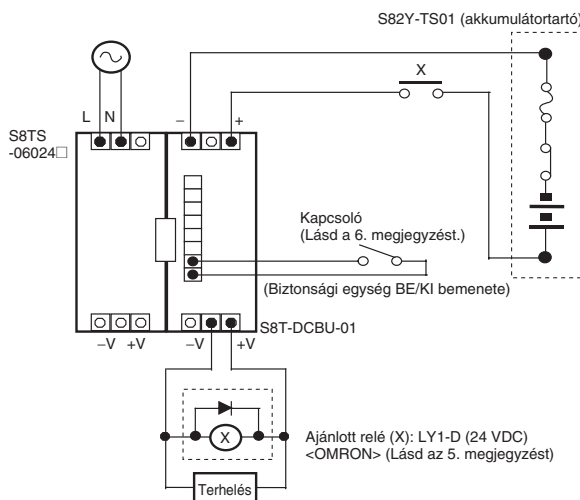 S82Y-TS01 (akkumulátortartó)
X
L N
– +
S8TS
-06024□
Kapcsoló
(Lásd a 6. megjegyzést.)
(Biztonsági egység BE/KI bemenete)
S8T-DCBU-01
–V +V
–V +V
X
Ajánlott relé (X): LY1-D (24 VDC)
<OMRON> (Lásd az 5. megjegyzést)
Terhelés